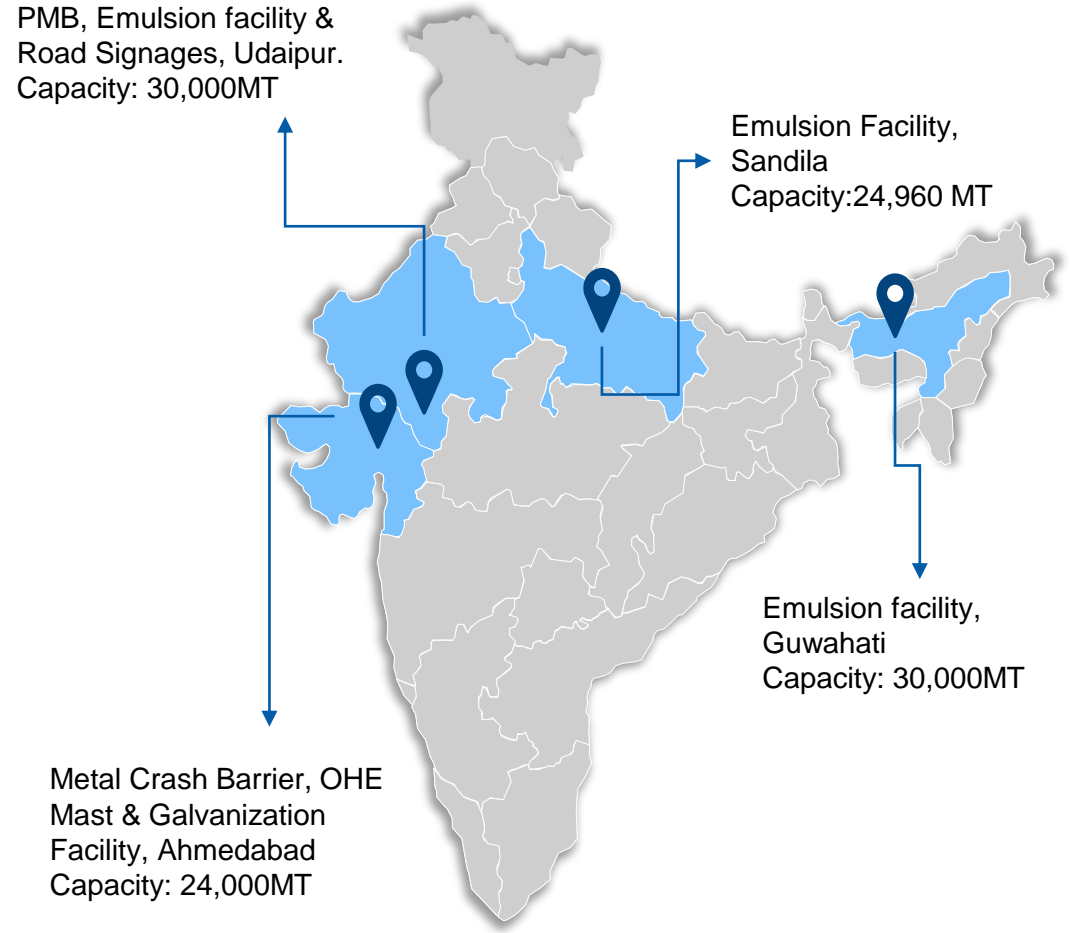 PMB, Emulsion facility &
Road Signages, Udaipur.
Capacity: 30,000MT
Emulsion Facility,
Sandila
Capacity:24,960 MT
Emulsion facility,
Guwahati
Capacity: 30,000MT
Metal Crash Barrier, OHE
Mast & Galvanization
Facility, Ahmedabad
Capacity: 24,000MT